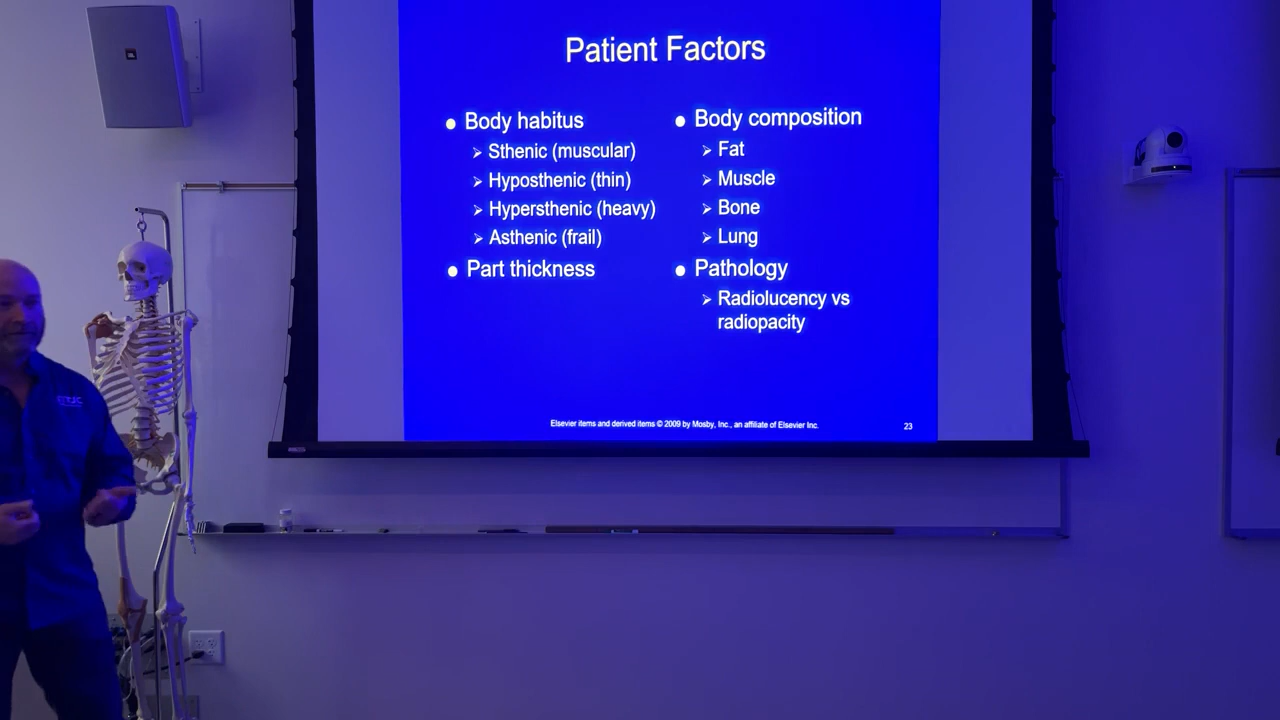 Patient Factors
Body habitus
Sthenic (muscular)
Hyposthenic (thin)
Hypersthenic (heavy)
Asthenic (frail)
Part thickness
Body composition
Fat
Muscle
Bone
Lung
Pathology
Radiolucency vs
radiopacity
Elsevier items and derived items © 2009 by Mosby, Inc., an affiliate of Elsevier Inc.
23